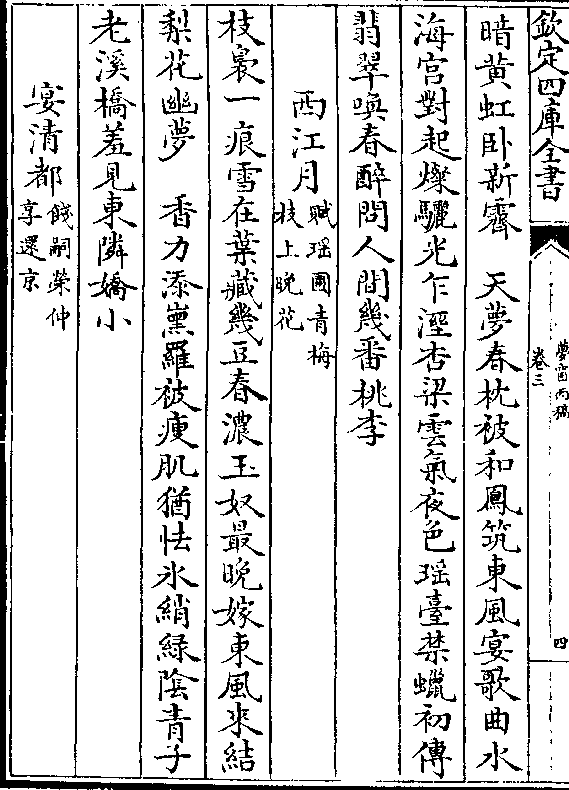 欽定四庫全書
夢窗丙稿
卷三
四
暗黄虹卧新霽　天夢春枕被和鳳筑東風宴歌曲水
海宫對起燦驪光乍溼杏梁雲氣夜色瑶臺禁蠟初傳
翡翠喚春醉問人間幾番桃李
西江月
賦瑶圃青梅
枝上晚花
枝裊一痕雪在葉藏幾豆春濃玉奴最晚嫁東風來結
梨花幽夢　香力添薰羅被瘦肌猶怯氷綃緑陰青子
老溪橋羞見東隣嬌小
宴清都
餞嗣榮仲
享還京